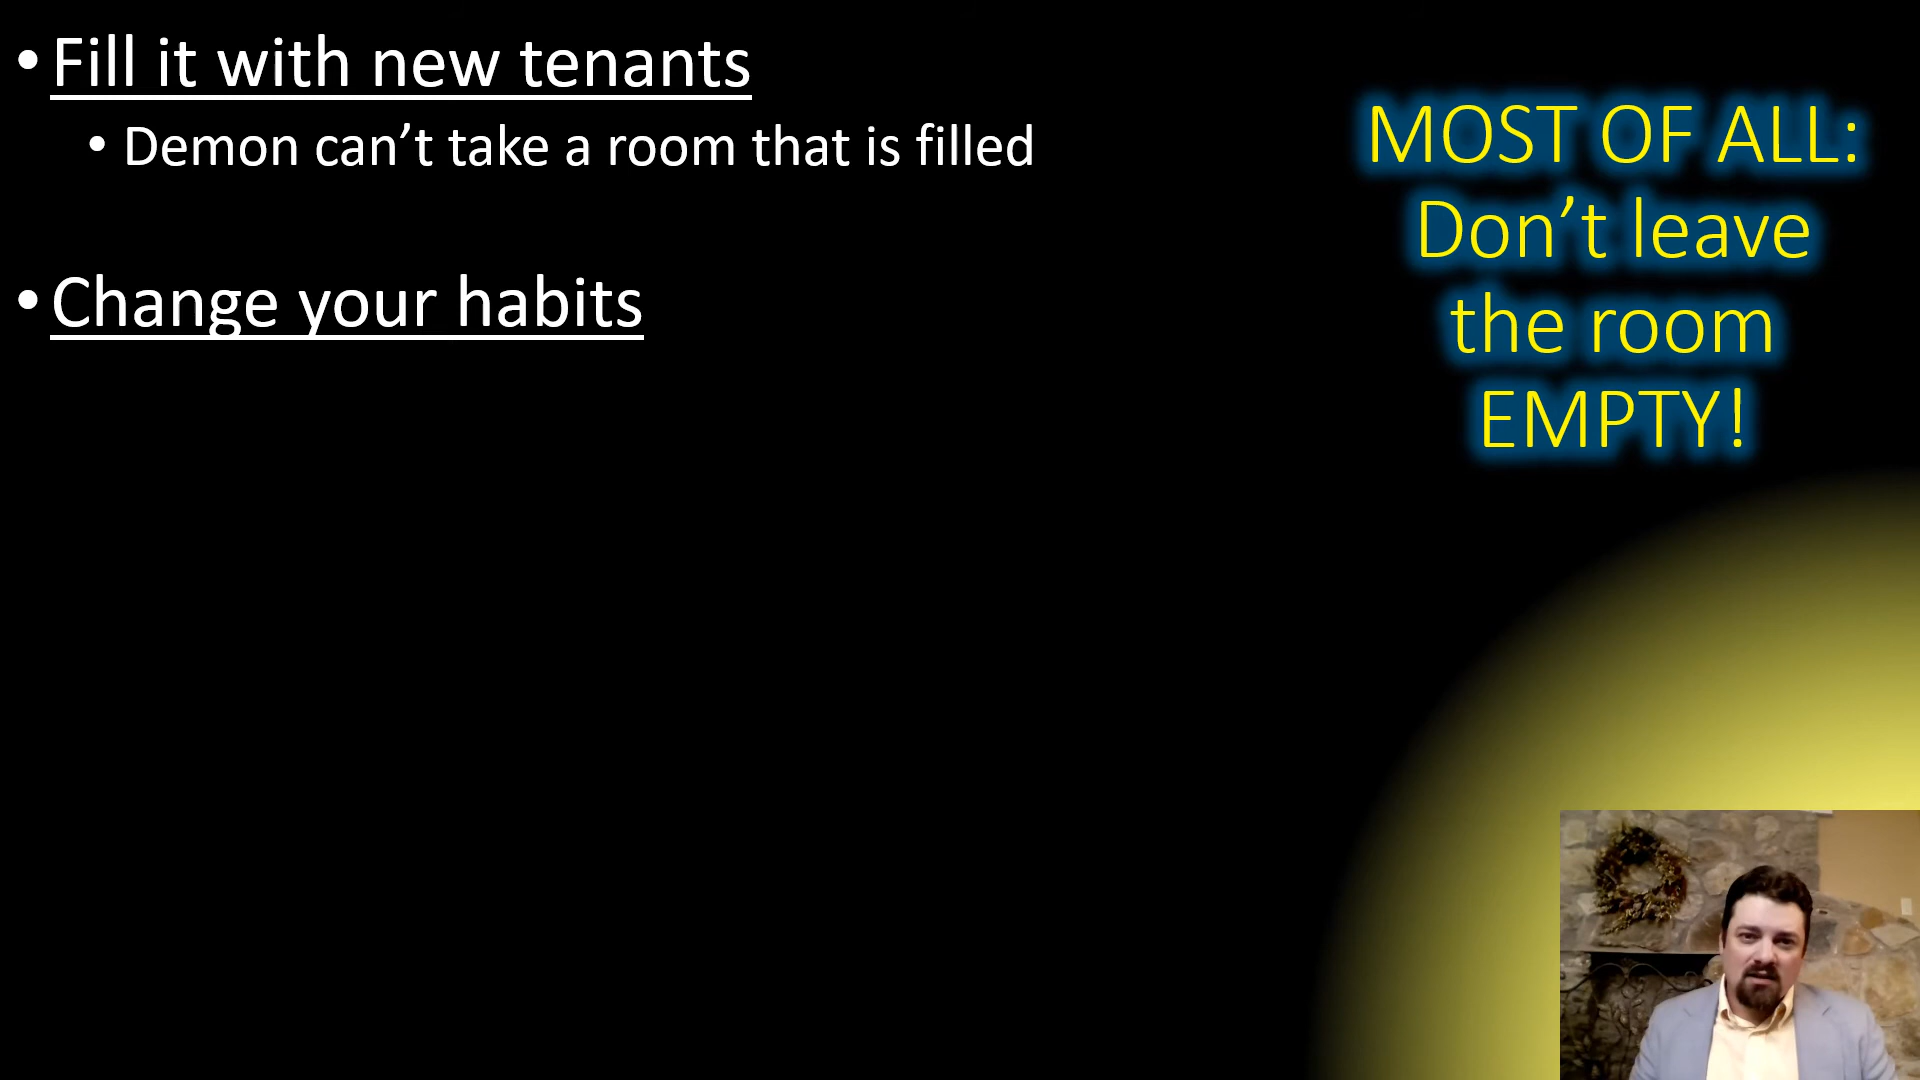 • Fill it with new tenants
• Demon can’t take a room that is filled
• Change your habits
MOST OF ALL:
Don’t leave
the room
EMPTY!